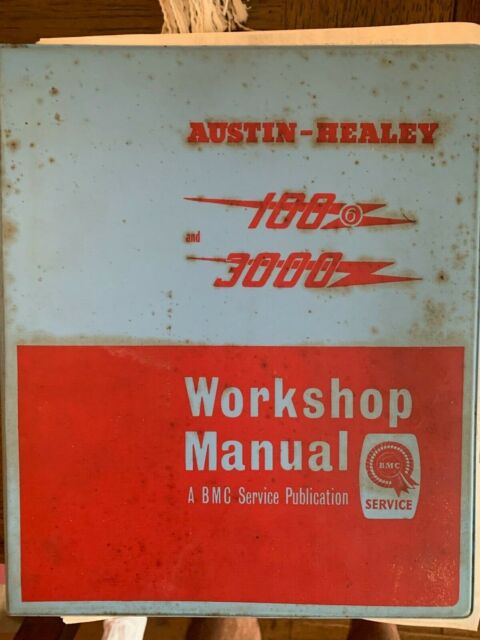 AUSTIN-HEALEY
100 6
and
3000
Workshop
Manual
A BMC Service Publication
BMC
SERVICE